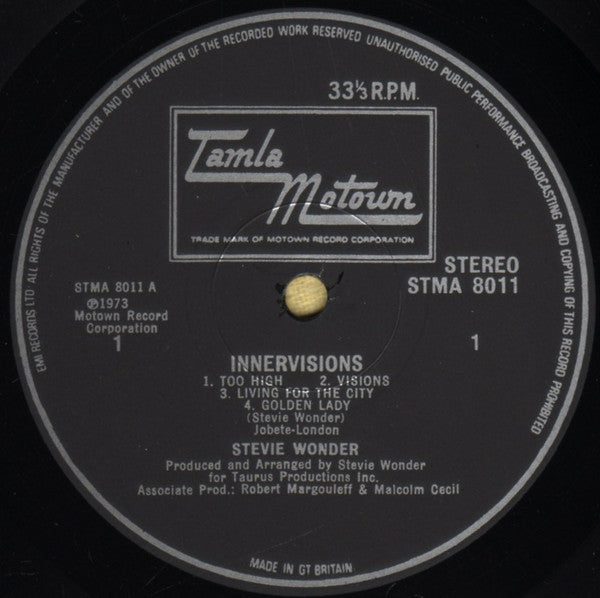 EMI RECORDS LTD ALL RIGHTS OF THE MANUFACTURER AND OF THE OWNER OF THE RECORDED WORK RESERVED UNAUTHORISED PUBLIC PERFORMANCE BROADCASTING AND COPYING OF THIS RECORD PROHIBITED
33⅓ R.P.M.
Tamla
Motown
TRADE MARK OF MOTOWN RECORD CORPORATION
STEREO
STMA 8011
STMA 8011 A
℗1973
Motown Record
Corporation
1
1
INNERVISIONS
1. TOO HIGH 2. VISIONS
3. LIVING FOR THE CITY
4. GOLDEN LADY
(Stevie Wonder)
Jobete-London
STEVIE WONDER
Produced and Arranged by Stevie Wonder
for Taurus Productions Inc.
Associate Prod.: Robert Margouleff & Malcolm Cecil
MADE IN GT BRITAIN